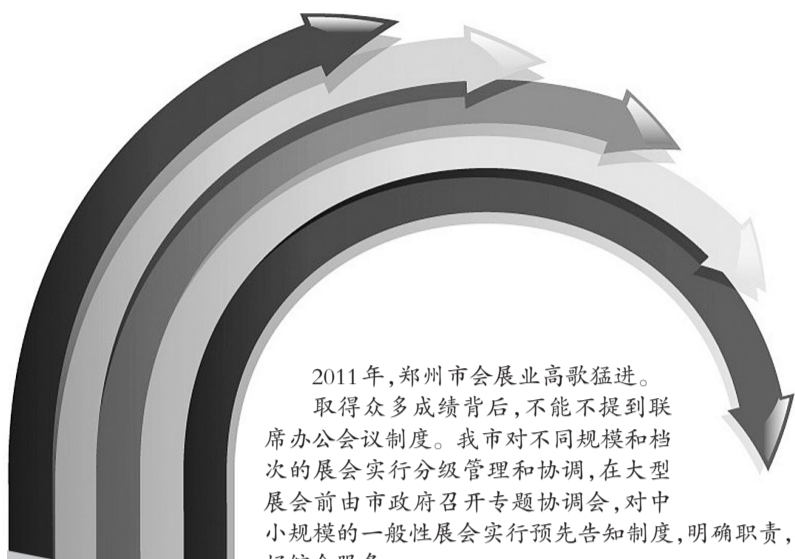 2011年,郑州市会展业高歌猛进。
取得众多成绩背后,不能不提到联
席办公会议制度。我市对不同规模和档
次的展会实行分级管理和协调,在大型
展会前由市政府召开专题协调会,对中
小规模的一般性展会实行预先告知制度,明确职责,